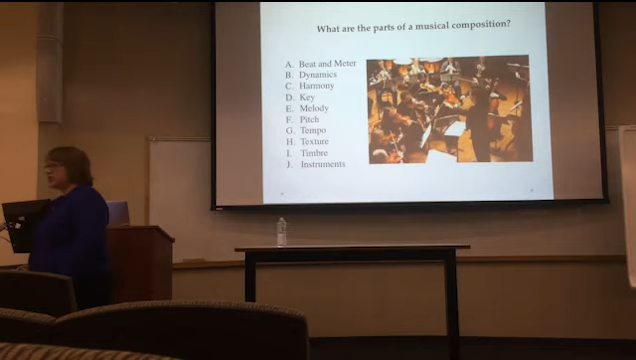 What are the parts of a musical composition?
A. Beat and Meter
B. Dynamics
C. Harmony
D. Key
E. Melody
F. Pitch
G. Tempo
H. Texture
I. Timbre
J. Instruments